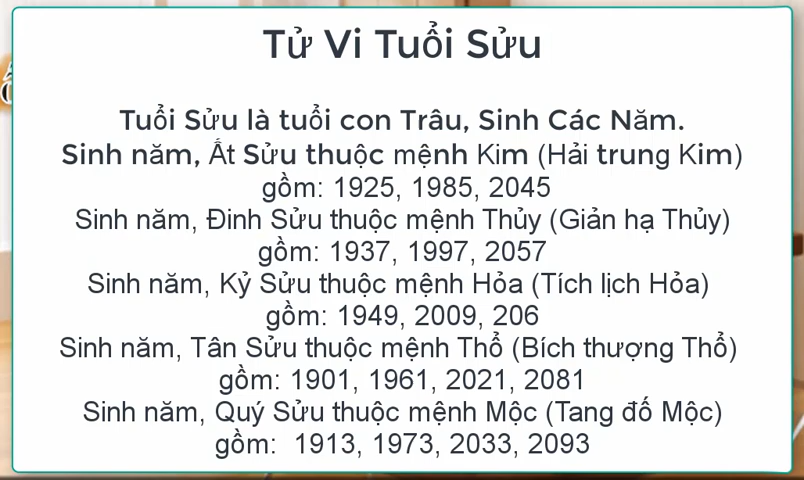 Tử Vi Tuổi Sửu
Tuổi Sửu là tuổi con Trâu, Sinh Các Năm.
Sinh năm, Ất Sửu thuộc mệnh Kim (Hải trung Kim)
gồm: 1925, 1985, 2045
Sinh năm, Đinh Sửu thuộc mệnh Thủy (Giản hạ Thủy)
gồm: 1937, 1997, 2057
Sinh năm, Kỷ Sửu thuộc mệnh Hỏa (Tích lịch Hỏa)
gồm: 1949, 2009, 206
Sinh năm, Tân Sửu thuộc mệnh Thổ (Bích thượng Thổ)
gồm: 1901, 1961, 2021, 2081
Sinh năm, Quý Sửu thuộc mệnh Mộc (Tang đố Mộc)
gồm: 1913, 1973, 2033, 2093